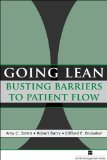 GOING LEAN
BUSTING BARRIERS
TO PATIENT FLOW
Amy C. Smith • Robert Barry • Clifford E. Brubaker